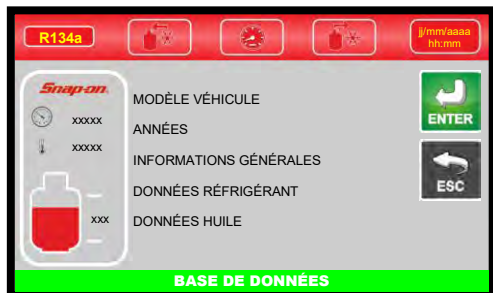 R134a
jj/mm/aaaa
hh:mm
Snap-on
xxxxx
xxxxx
xxx
MODÈLE VÉHICULE
ANNÉES
INFORMATIONS GÉNÉRALES
DONNÉES RÉFRIGÉRANT
DONNÉES HUILE
ENTER
ESC
BASE DE DONNÉES